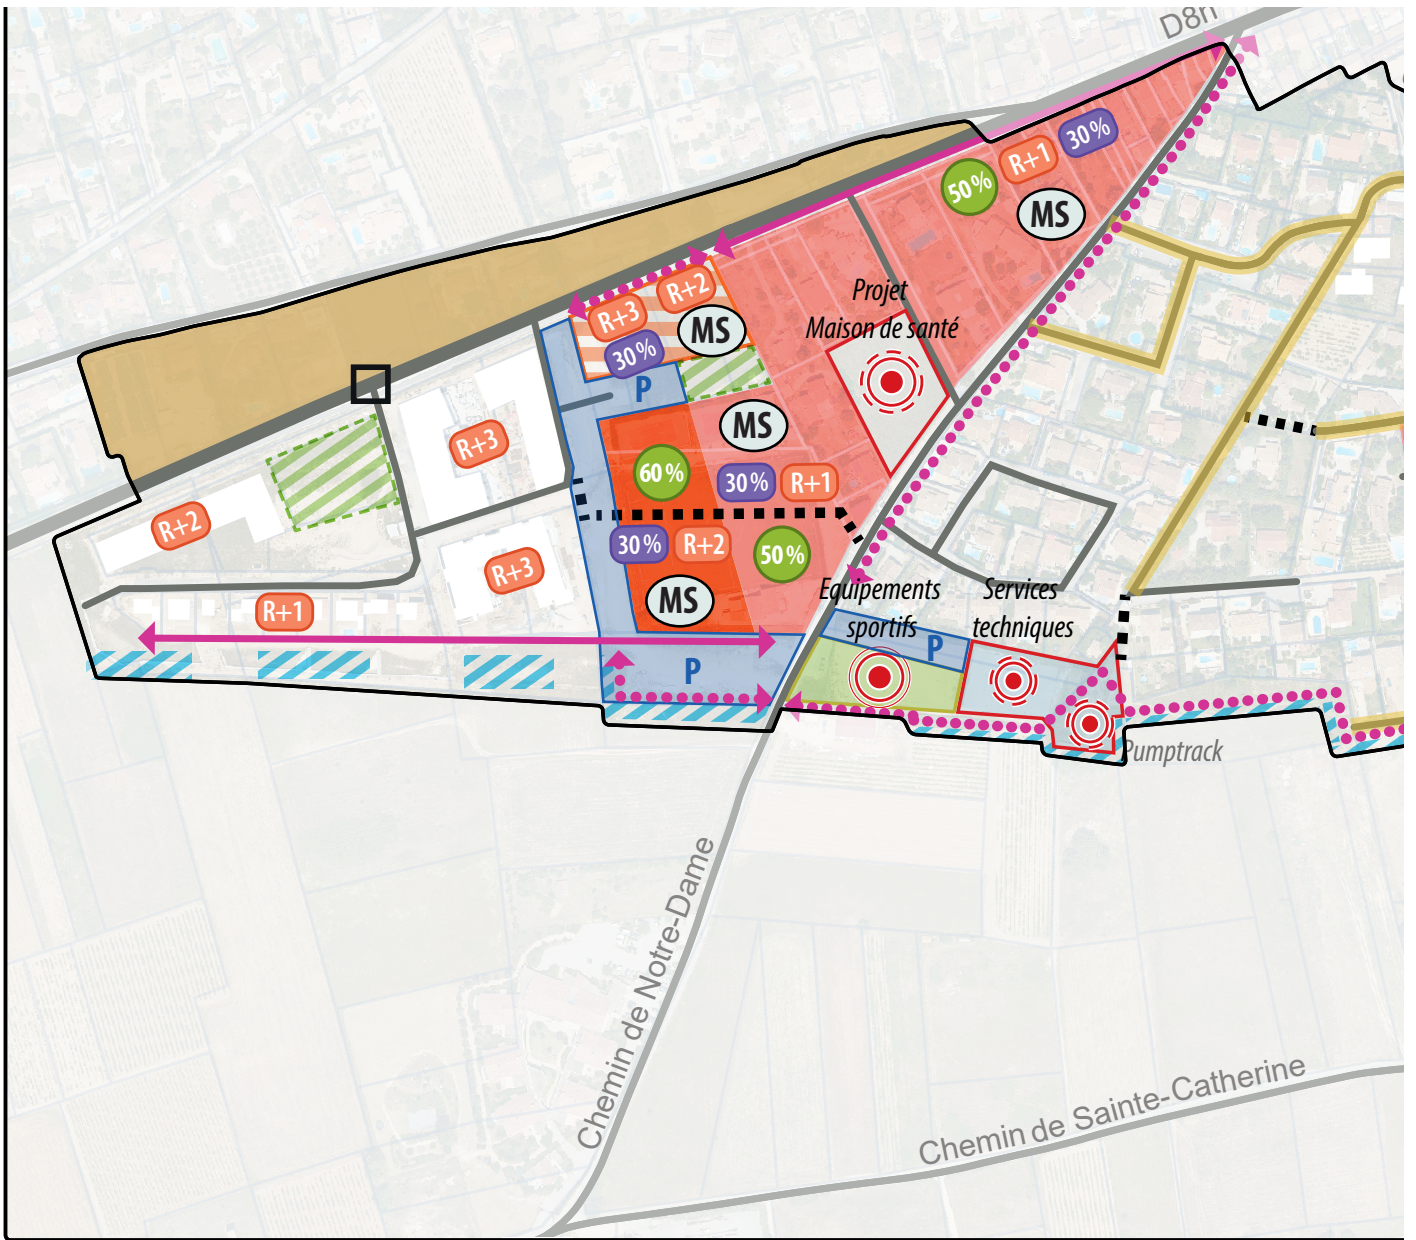 D8n
30%
R+1
50%
MS
R+2
R+3
MS
30%
P
Projet
Maison de santé
MS
R+3
60%
30%
R+1
R+2
30%
R+2
50%
R+3
MS
R+1
Equipements
sportifs
Services
techniques
P
P
Pumptrack
Chemin de Notre-Dame
Chemin de Sainte-Catherine